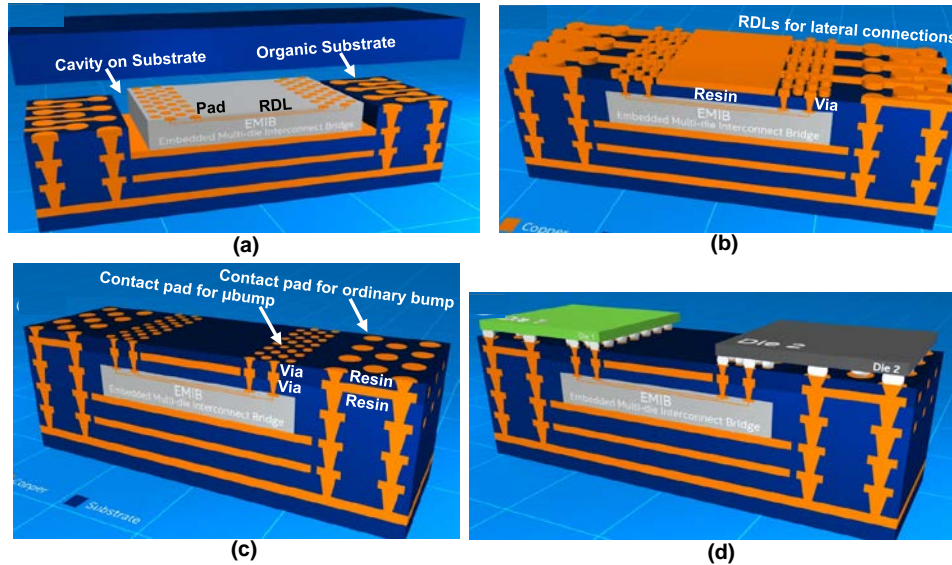 Cavity on Substrate
Organic Substrate
Pad
RDL
EMIB
Embedded Multi-die Interconnect Bridge
(a)
RDLs for lateral connections
Resin
Via
EMIB
Embedded Multi-die Interconnect Bridge
Copper
(b)
Contact pad for ordinary bump
Contact pad for µbump
Via
Via
Resin
Resin
EMIB
Embedded Multi-die Interconnect Bridge
Substrate
(c)
Die 2
Die 2
EMIB
Embedded Multi-die Interconnect Bridge
(d)